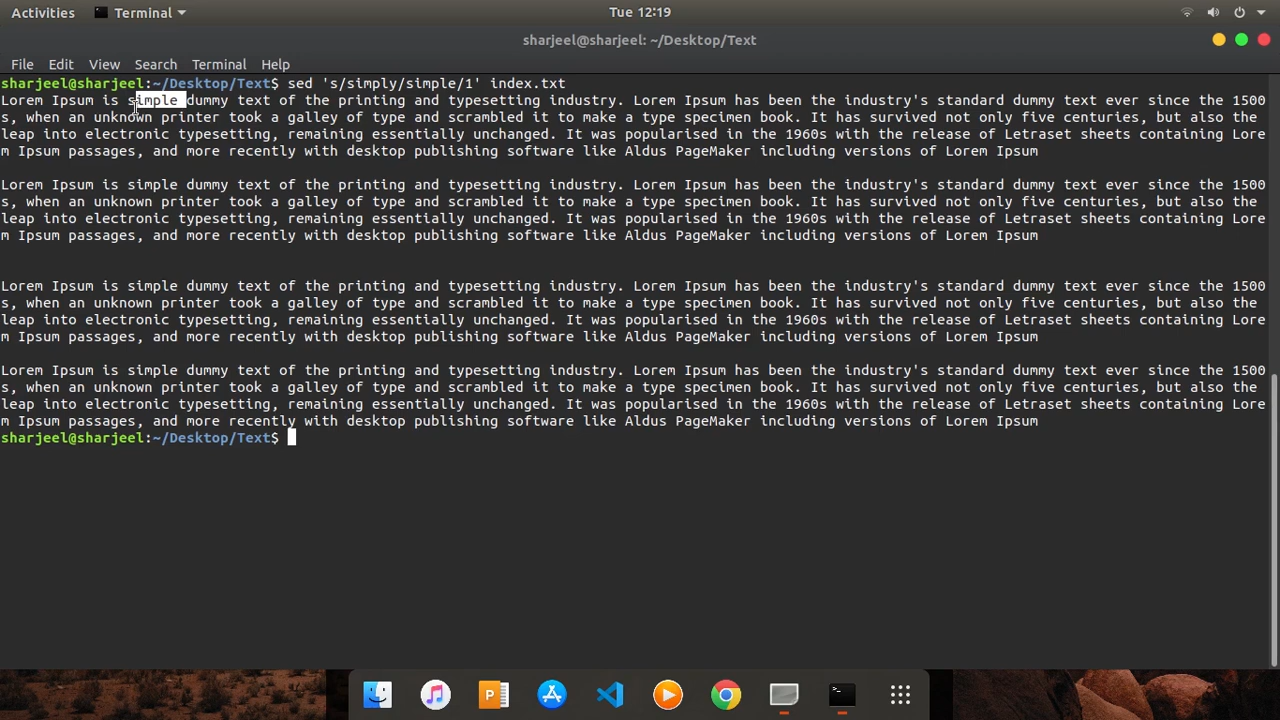 Activities Terminal Tue 12:19
sharjeel@sharjeel: ~/Desktop/Text
File Edit View Search Terminal Help
sharjeel@sharjeel:~/Desktop/Text$ sed 's/simply/simple/1' index.txt
Lorem Ipsum is simple dummy text of the printing and typesetting industry. Lorem Ipsum has been the industry's standard dummy text ever since the 1500
s, when an unknown printer took a galley of type and scrambled it to make a type specimen book. It has survived not only five centuries, but also the
leap into electronic typesetting, remaining essentially unchanged. It was popularised in the 1960s with the release of Letraset sheets containing Lore
m Ipsum passages, and more recently with desktop publishing software like Aldus PageMaker including versions of Lorem Ipsum
Lorem Ipsum is simple dummy text of the printing and typesetting industry. Lorem Ipsum has been the industry's standard dummy text ever since the 1500
s, when an unknown printer took a galley of type and scrambled it to make a type specimen book. It has survived not only five centuries, but also the
leap into electronic typesetting, remaining essentially unchanged. It was popularised in the 1960s with the release of Letraset sheets containing Lore
m Ipsum passages, and more recently with desktop publishing software like Aldus PageMaker including versions of Lorem Ipsum
Lorem Ipsum is simple dummy text of the printing and typesetting industry. Lorem Ipsum has been the industry's standard dummy text ever since the 1500
s, when an unknown printer took a galley of type and scrambled it to make a type specimen book. It has survived not only five centuries, but also the
leap into electronic typesetting, remaining essentially unchanged. It was popularised in the 1960s with the release of Letraset sheets containing Lore
m Ipsum passages, and more recently with desktop publishing software like Aldus PageMaker including versions of Lorem Ipsum
Lorem Ipsum is simple dummy text of the printing and typesetting industry. Lorem Ipsum has been the industry's standard dummy text ever since the 1500
s, when an unknown printer took a galley of type and scrambled it to make a type specimen book. It has survived not only five centuries, but also the
leap into electronic typesetting, remaining essentially unchanged. It was popularised in the 1960s with the release of Letraset sheets containing Lore
m Ipsum passages, and more recently with desktop publishing software like Aldus PageMaker including versions of Lorem Ipsum
sharjeel@sharjeel:~/Desktop/Text$
P